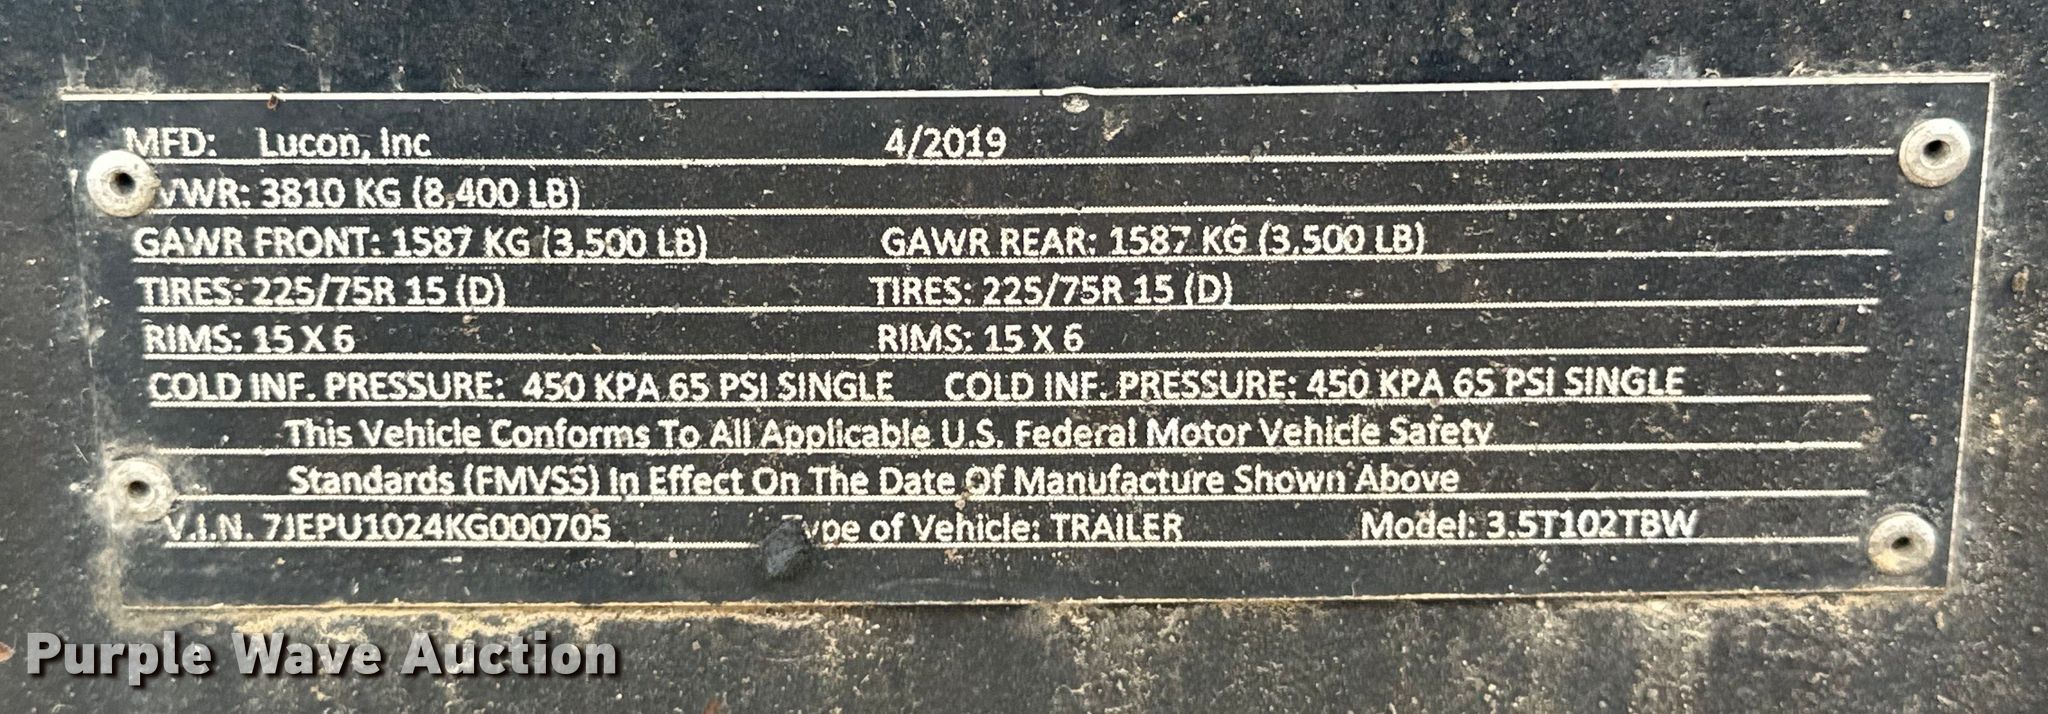 MFD: Lucon, Inc 4/2019
VWR: 3810 KG (8,400 LB)
GAWR FRONT: 1587 KG (3,500 LB) GAWR REAR: 1587 KG (3,500 LB)
TIRES: 225/75R 15 (D) TIRES: 225/75R 15 (D)
RIMS: 15 X 6 RIMS: 15 X 6
COLD INF. PRESSURE: 450 KPA 65 PSI SINGLE COLD INF. PRESSURE: 450 KPA 65 PSI SINGLE
This Vehicle Conforms To All Applicable U.S. Federal Motor Vehicle Safety
Standards (FMVSS) In Effect On The Date Of Manufacture Shown Above
V.I.N. 7JEPU1024KG000705 Type of Vehicle: TRAILER Model: 3.5T102TBW
Purple Wave Auction